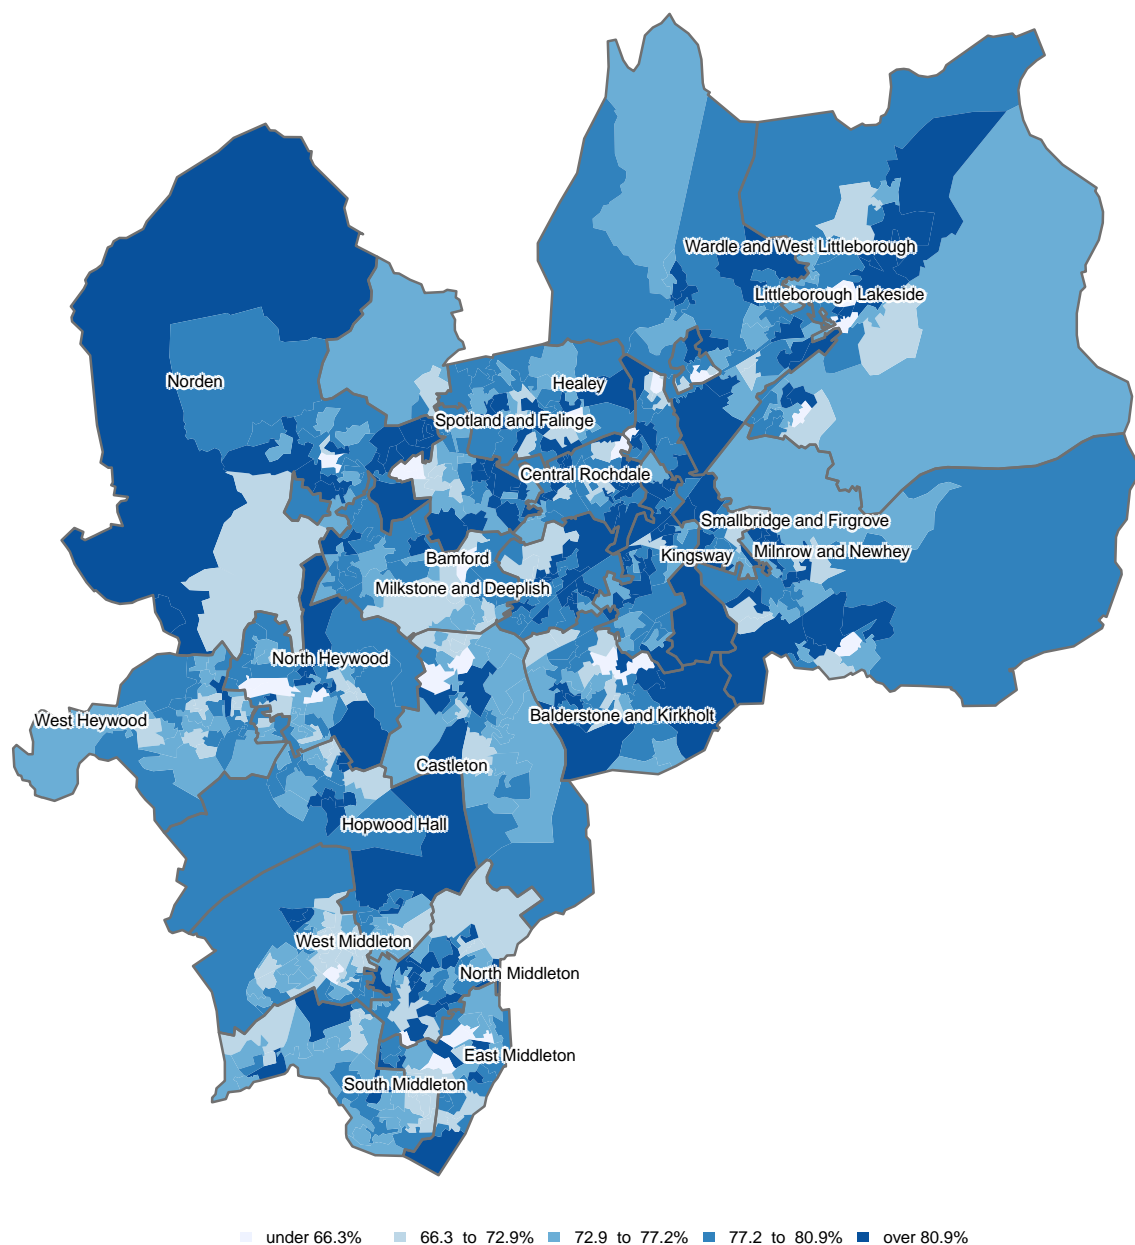 Wardle and West Littleborough
Littleborough Lakeside
Norden
Healey
Spotland and Falinge
Central Rochdale
Smallbridge and Firgrove
Bamford
Kingsway
Milnrow and Newhey
Milkstone and Deeplish
North Heywood
West Heywood
Balderstone and Kirkholt
Castleton
Hopwood Hall
West Middleton
North Middleton
East Middleton
South Middleton
under 66.3% 66.3 to 72.9% 72.9 to 77.2% 77.2 to 80.9% over 80.9%